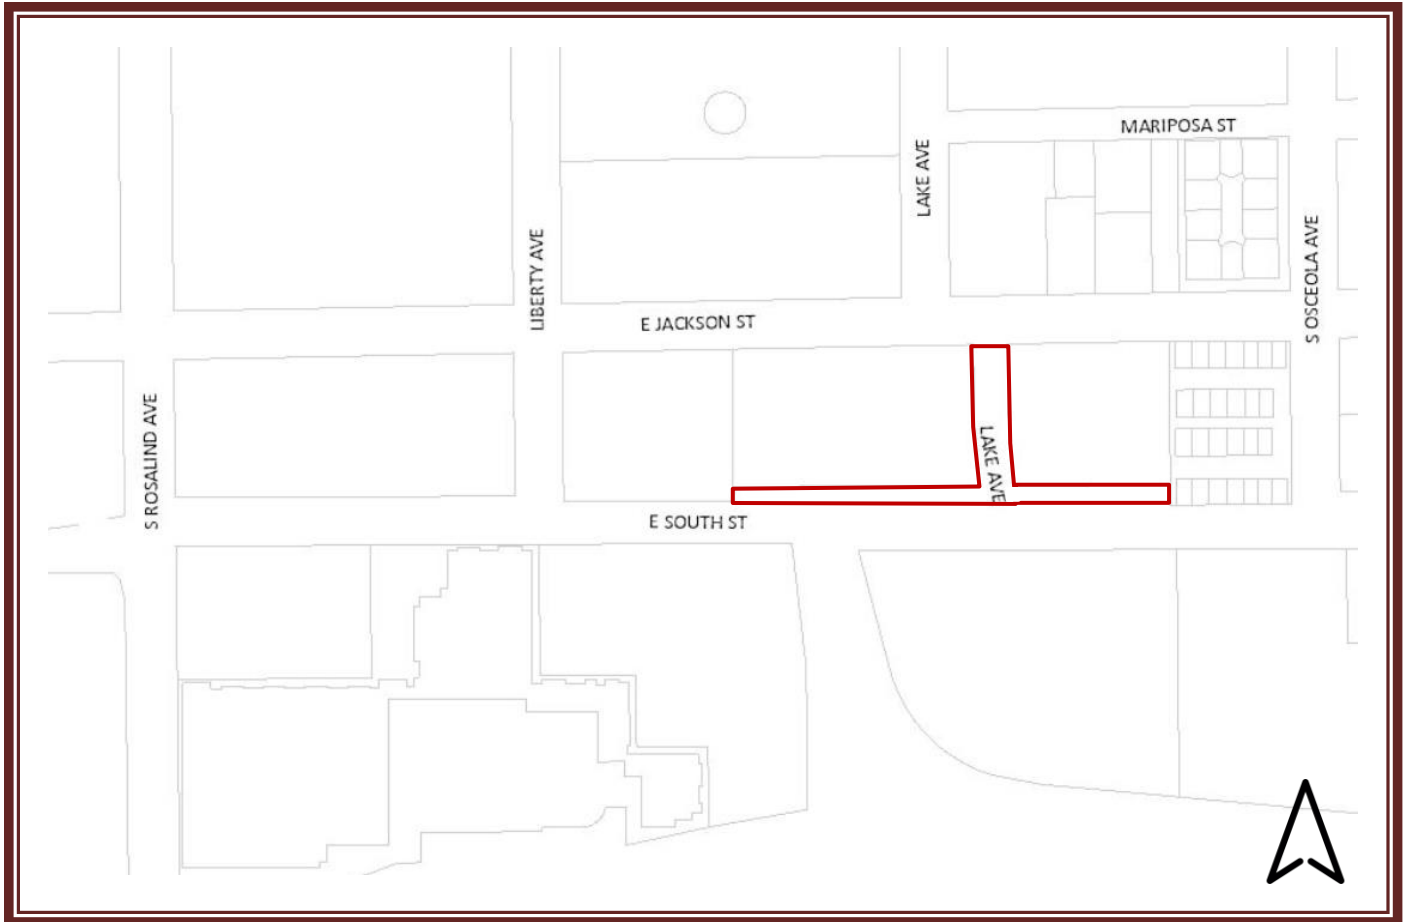 MARIPOSA ST
LAKE AVE
LIBERTY AVE
S OSCEOLA AVE
E JACKSON ST
S ROSALIND AVE
LAKE AVE
E SOUTH ST